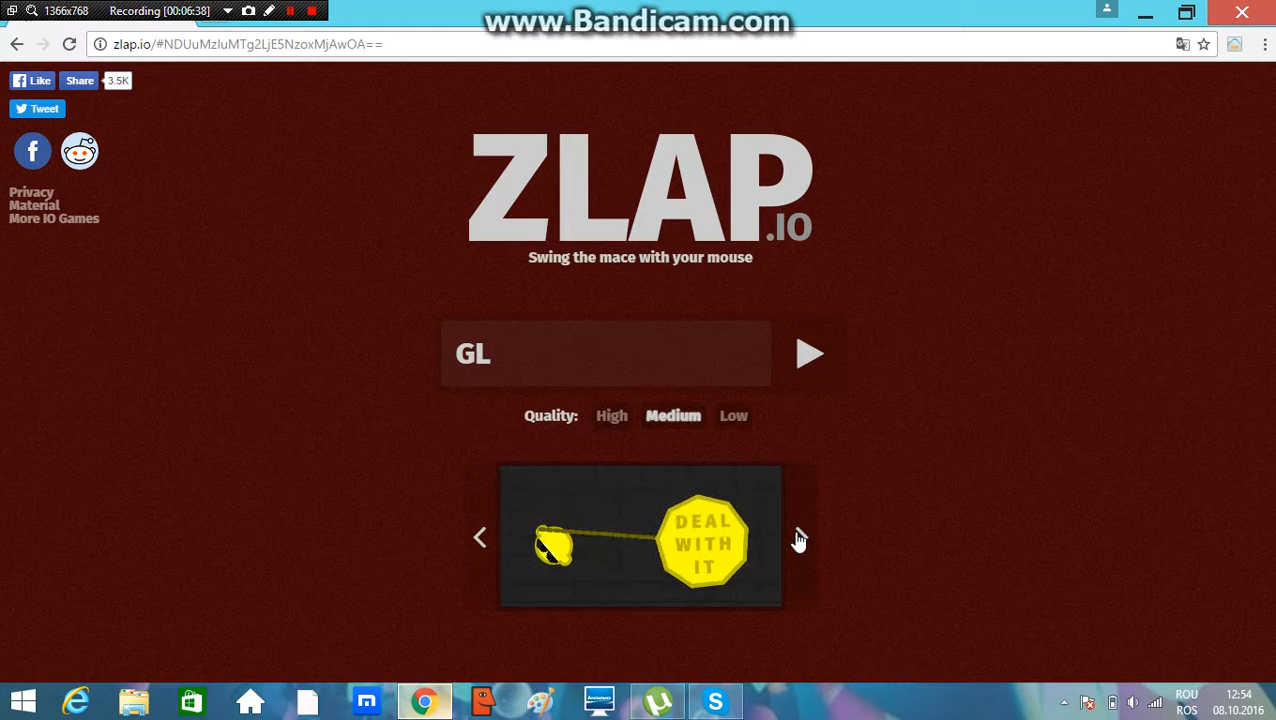 1366x768
Recording [00:06:38]
www.Bandicam.com
zlap.io/#NDUuMzIuMTg2LjE5NzoxMjAwOA==
Like
Share
3.5K
Tweet
Privacy
Material
More IO Games
ZLAP.IO
Swing the mace with your mouse
GL
Quality: High Medium Low
DEAL
WITH
IT
ROU
ROS
12:54
08.10.2016